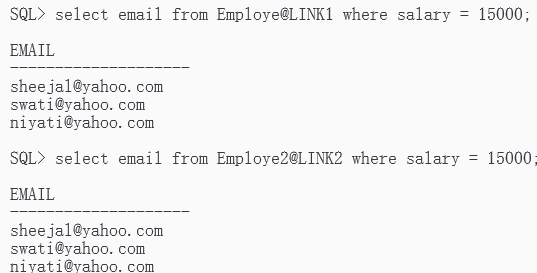 SQL> select email from Employe@LINK1 where salary = 15000;
EMAIL
--------------------
sheejal@yahoo.com
swati@yahoo.com
niyati@yahoo.com
SQL> select email from Employe2@LINK2 where salary = 15000;
EMAIL
--------------------
sheejal@yahoo.com
swati@yahoo.com
niyati@yahoo.com